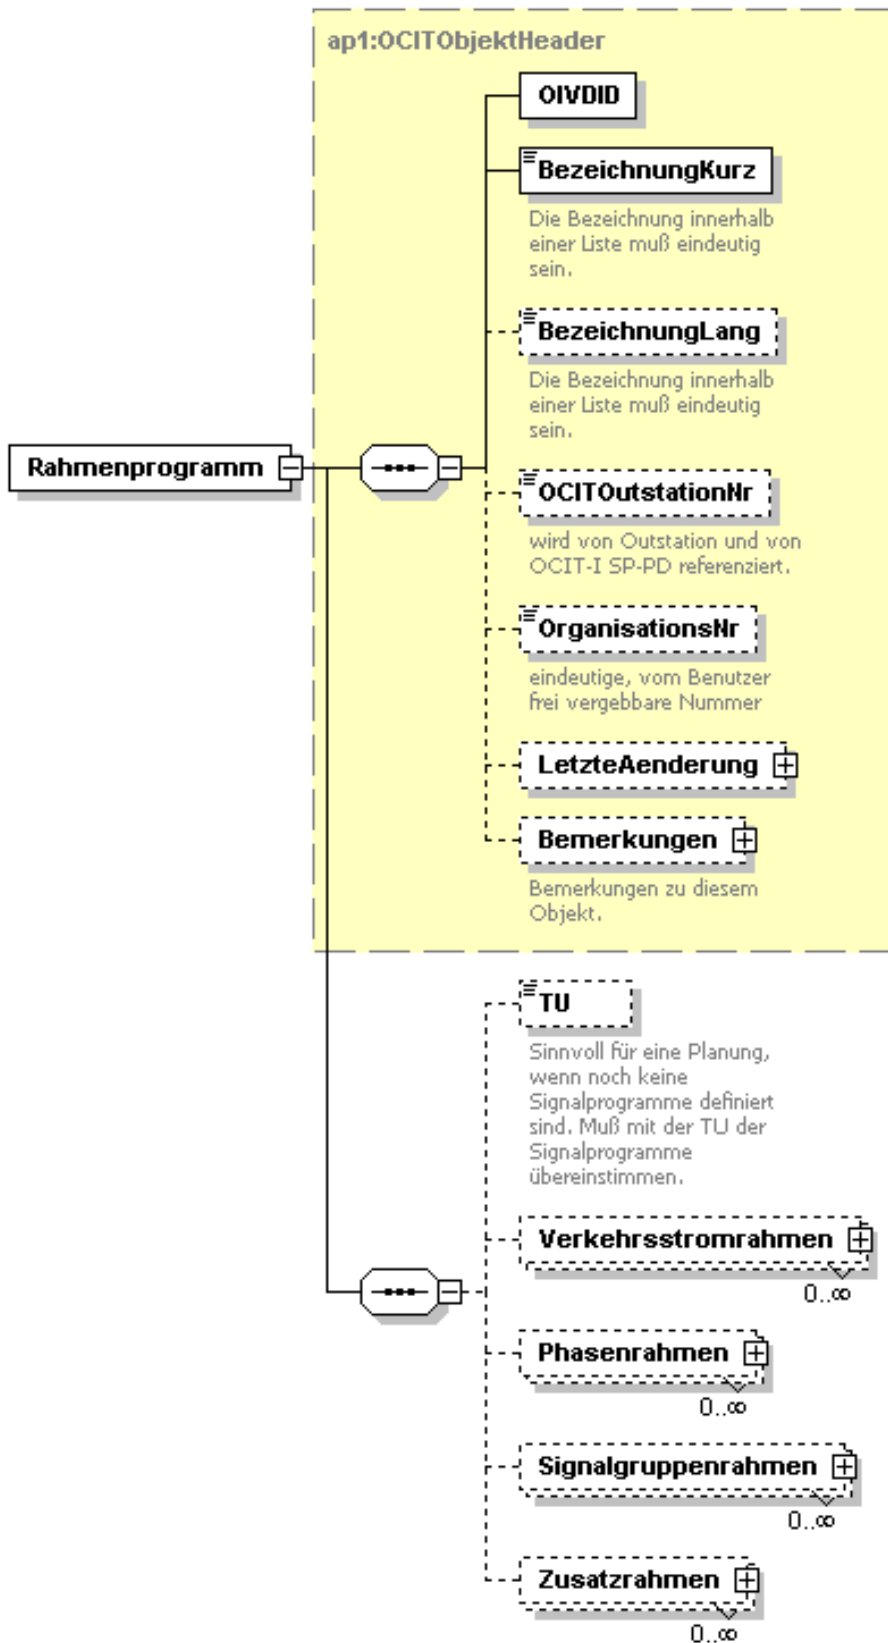 ap1:OCITObjektHeader
OIVDID
BezeichnungKurz
Die Bezeichnung innerhalb
einer Liste muß eindeutig
sein.
BezeichnungLang
Die Bezeichnung innerhalb
einer Liste muß eindeutig
sein.
Rahmenprogramm
OCITOutstationNr
wird von Outstation und von
OCIT-I SP-PD referenziert.
OrganisationsNr
eindeutige, vom Benutzer
frei vergebbare Nummer
LetzteAenderung
Bemerkungen
Bemerkungen zu diesem
Objekt.
TU
Sinnvoll für eine Planung,
wenn noch keine
Signalprogramme definiert
sind. Muß mit der TU der
Signalprogramme
übereinstimmen.
Verkehrsstromrahmen
0..∞
Phasenrahmen
0..∞
Signalgruppenrahmen
0..∞
Zusatzrahmen
0..∞